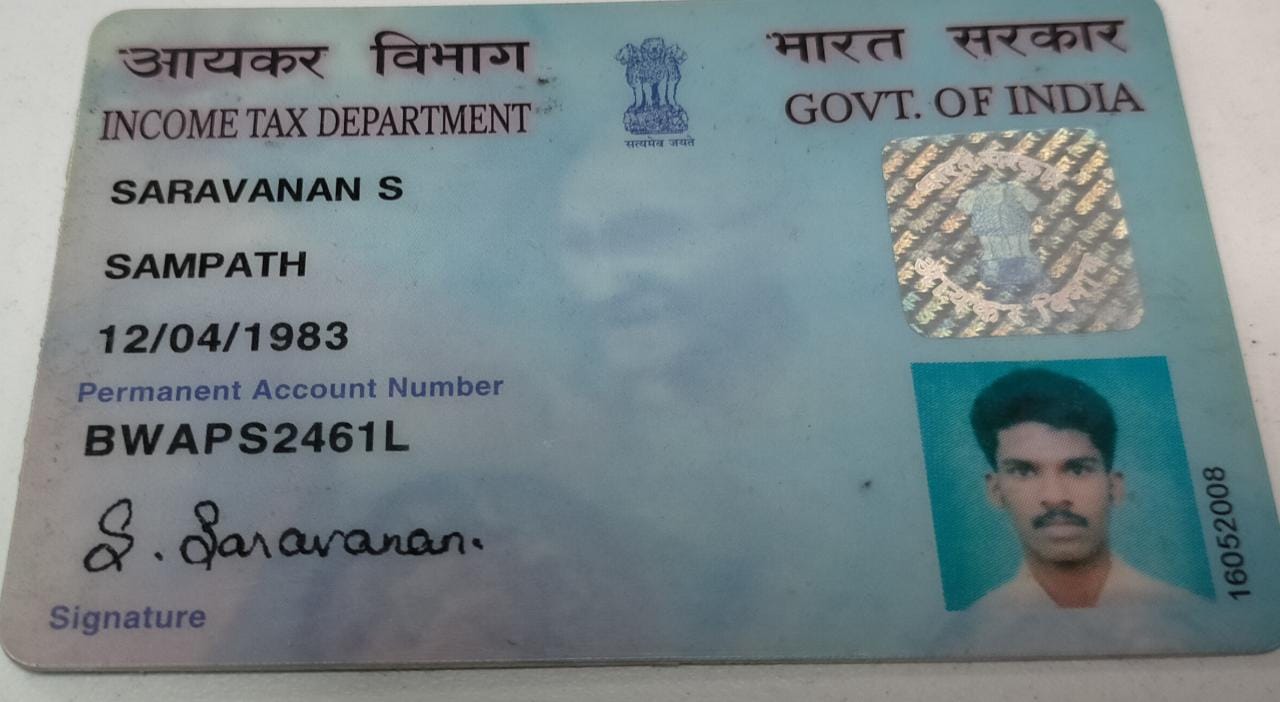 आयकर विभाग
INCOME TAX DEPARTMENT
सत्यमेव जयते
भारत सरकार
GOVT. OF INDIA
SARAVANAN S
SAMPATH
12/04/1983
Permanent Account Number
BWAPS2461L
S. Saravanan.
Signature
16052008